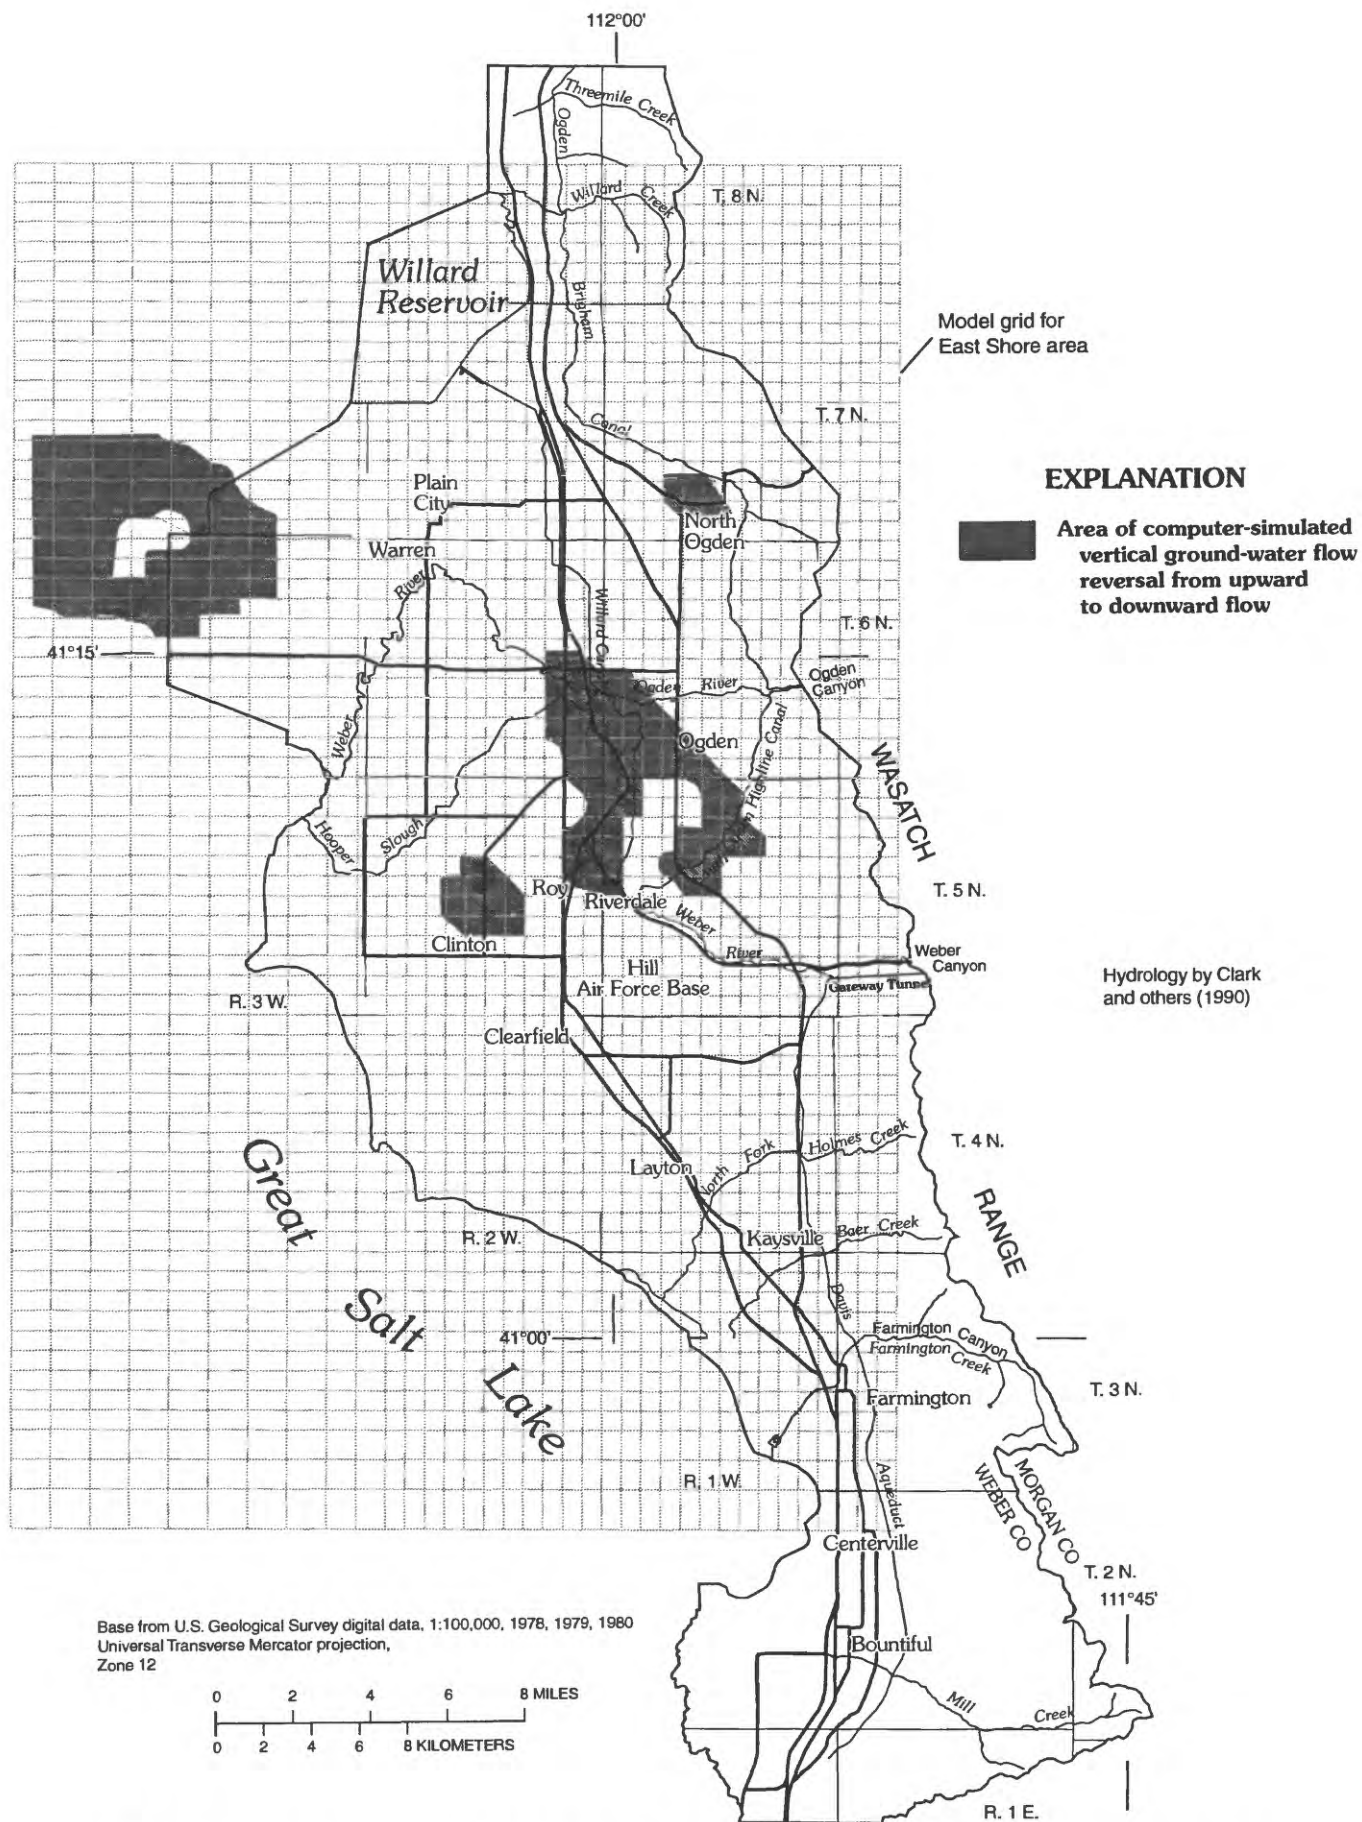 112°00'
Threemile Creek
Ogden
Willard Creek
T. 8 N.
Willard
Reservoir
Brigham
Model grid for
East Shore area
T. 7 N.
Canal
EXPLANATION
Plain
City
North
Ogden
Area of computer-simulated
vertical ground-water flow
reversal from upward
to downward flow
Warren
River
Willard
T. 6 N.
41°15'
Ogden River
Ogden
Canyon
Weber
Ogden
Highline Canal
WASATCH
Hooper
Slough
Roy
Riverdale
T. 5 N.
Weber
River
Clinton
Weber
Canyon
Hill
Air Force Base
Gateway Tunnel
Hydrology by Clark
and others (1990)
R. 3 W.
Clearfield
Great
Salt
Lake
North Fork Holmes Creek
T. 4 N.
Layton
RANGE
R. 2 W.
Kaysville
Baer Creek
Davis
41°00'
Farmington Canyon
Farmington
Creek
T. 3 N.
Farmington
R. 1 W.
Aqueduct
MORGAN CO
WEBER CO
Centerville
T. 2 N.
111°45'
Base from U.S. Geological Survey digital data, 1:100,000, 1978, 1979, 1980
Universal Transverse Mercator projection,
Zone 12
Bountiful
0 2 4 6 8 MILES
0 2 4 6 8 KILOMETERS
Mill Creek
R. 1 E.